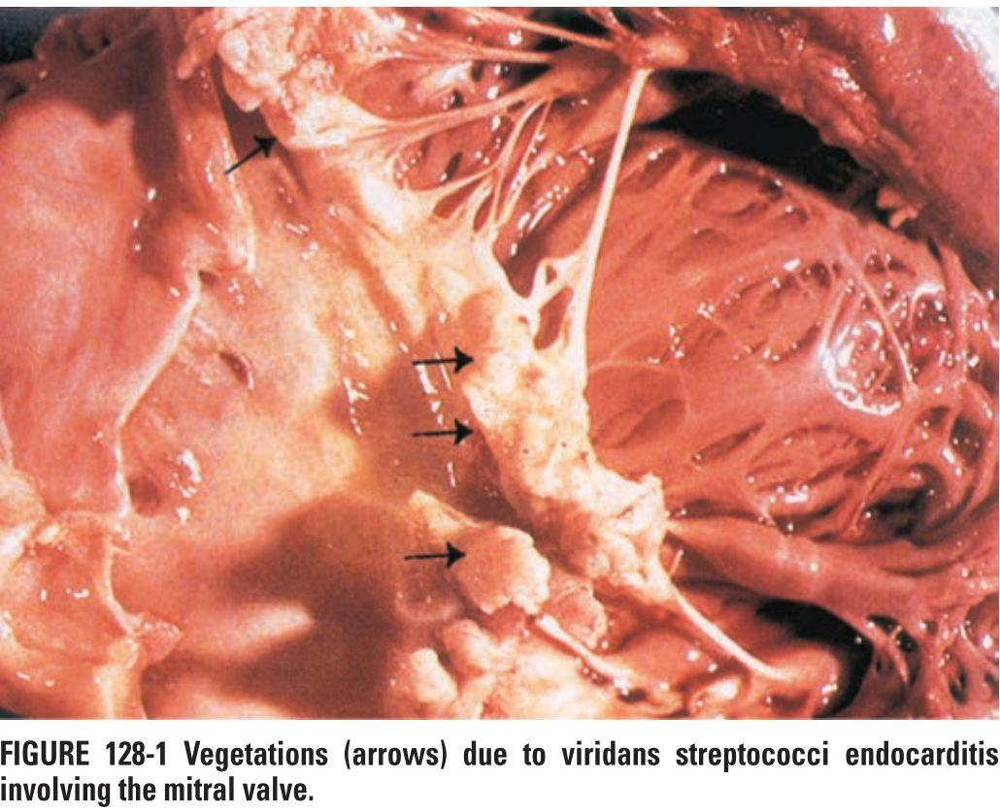 FIGURE 128-1 Vegetations (arrows) due to viridans streptococci endocarditis
involving the mitral valve.